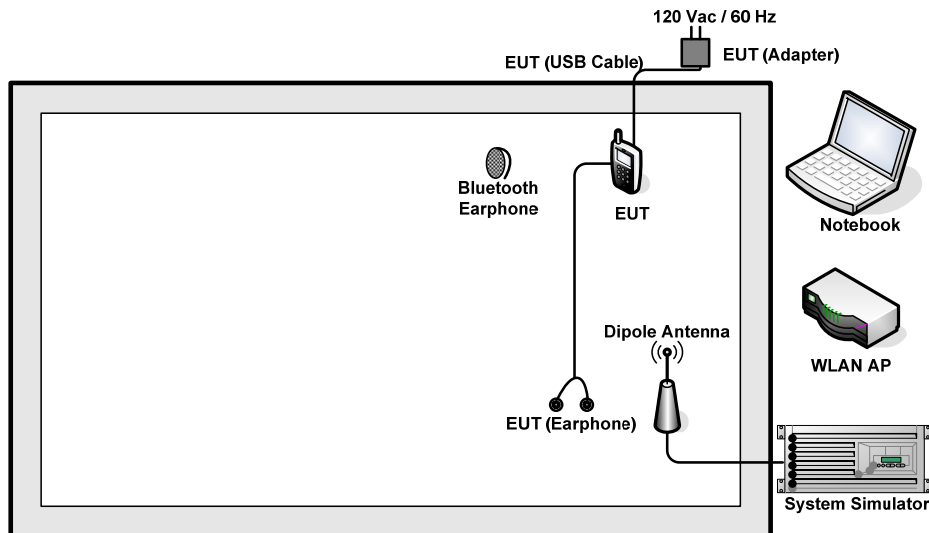 120 Vac / 60 Hz
EUT (USB Cable)
EUT (Adapter)
Bluetooth
Earphone
EUT
Notebook
Dipole Antenna
WLAN AP
EUT (Earphone)
System Simulator